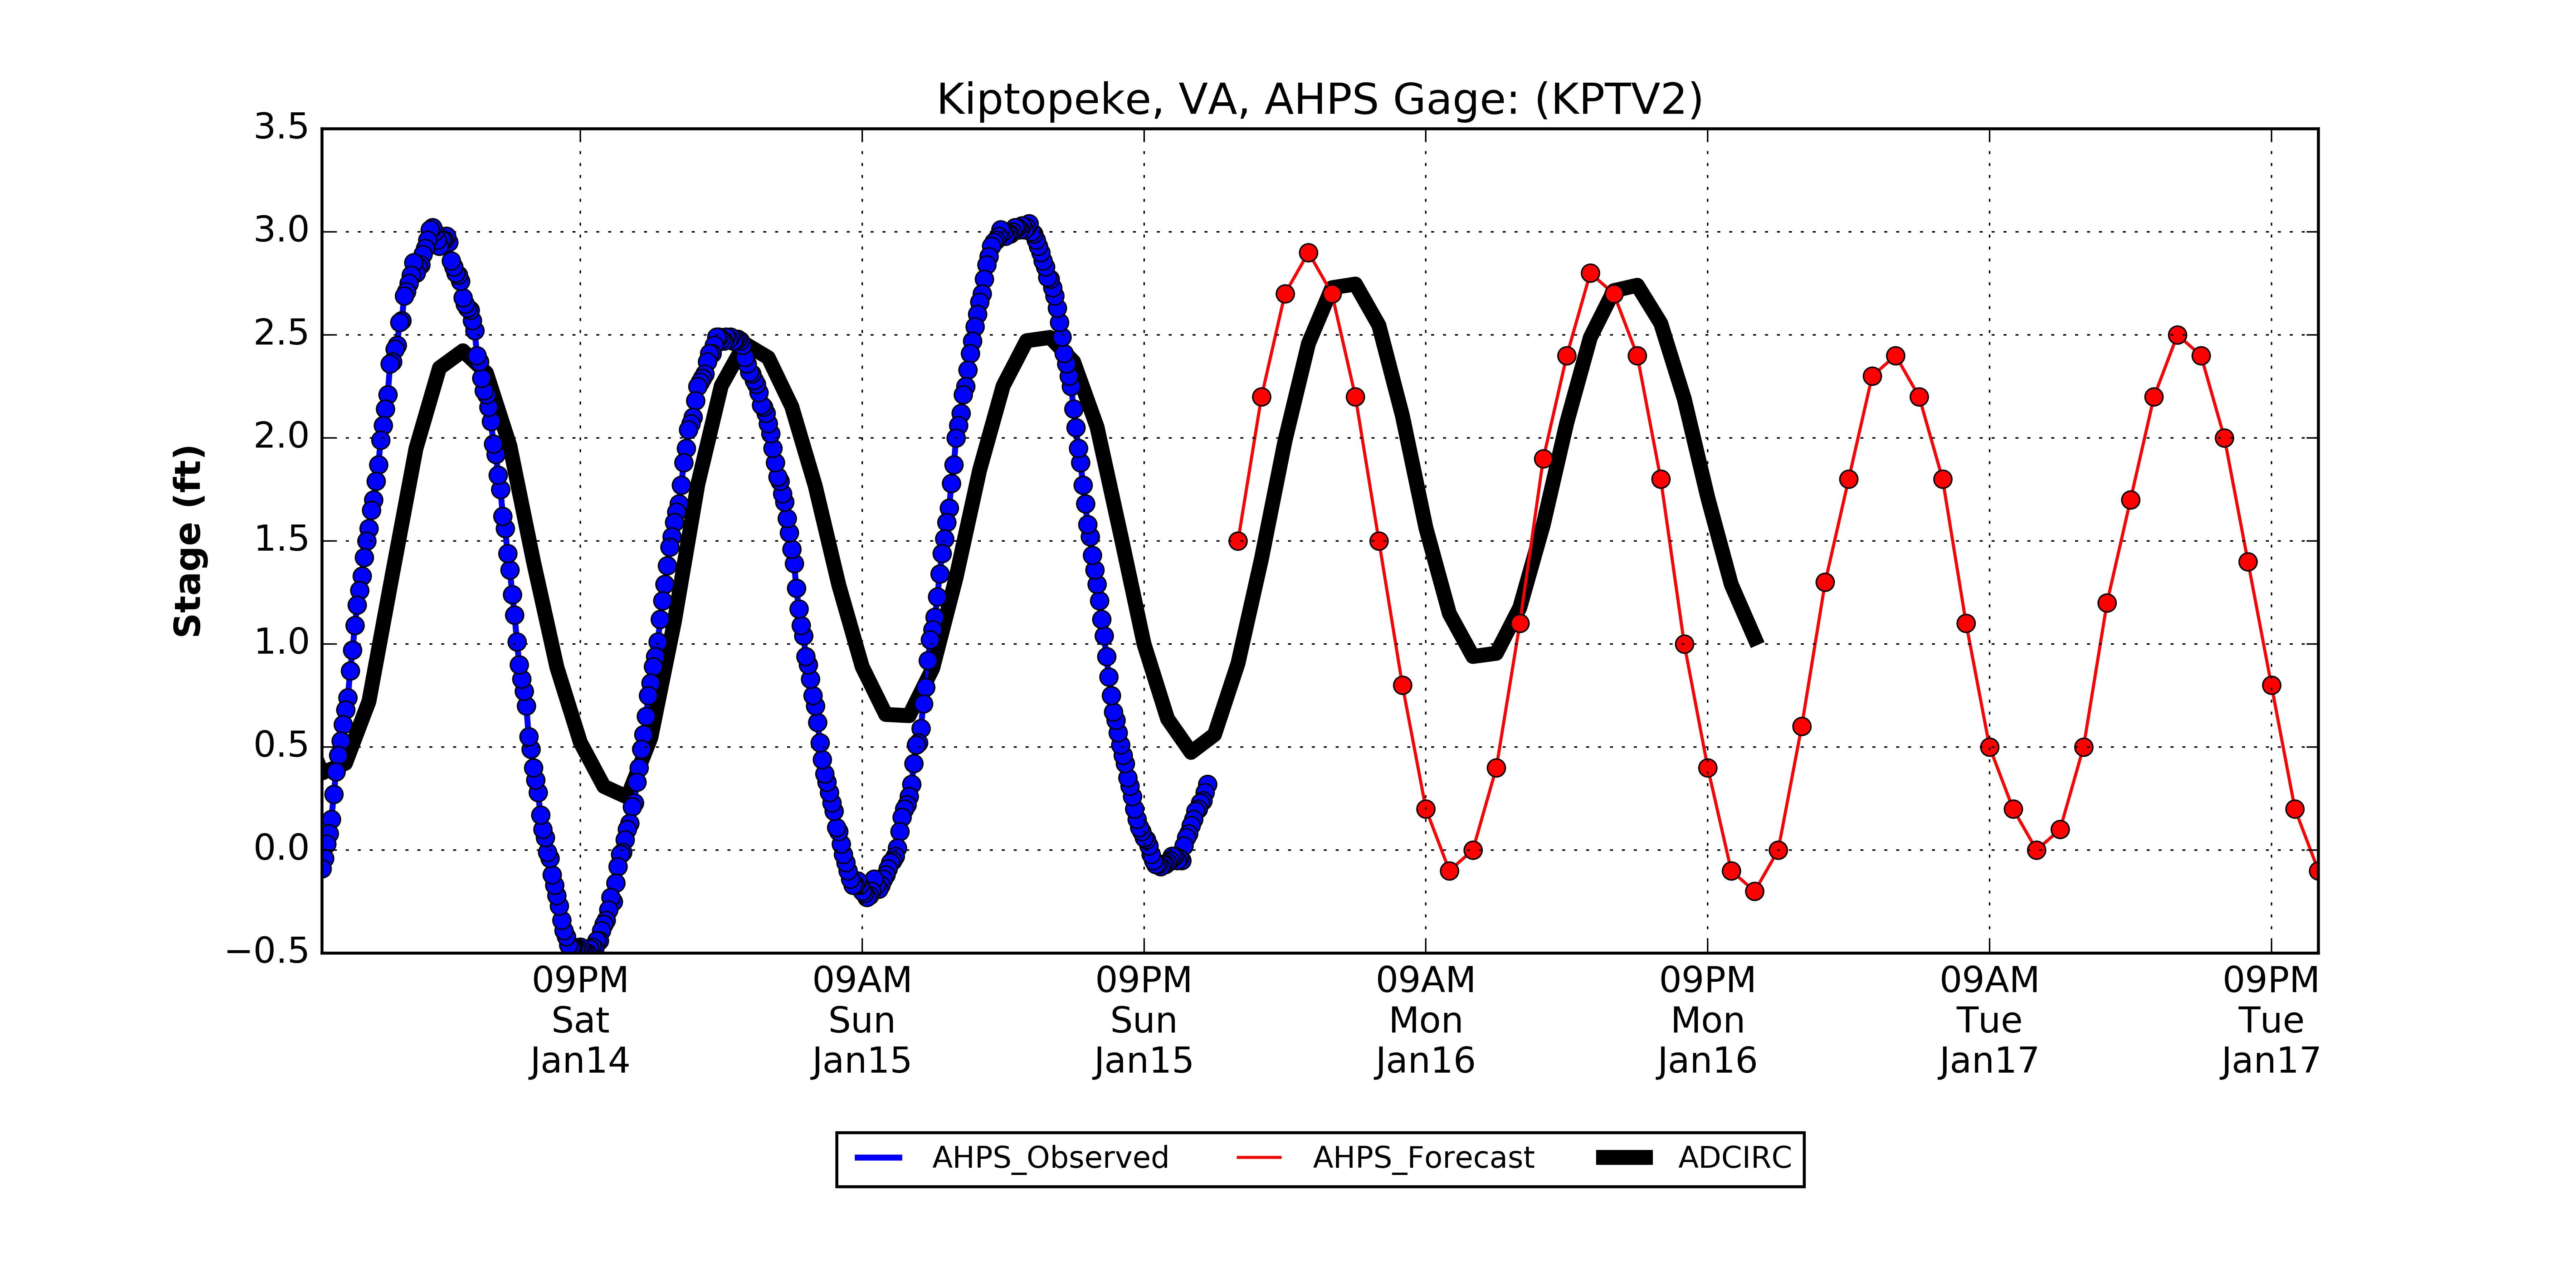 Kiptopeke, VA, AHPS Gage: (KPTV2)
Stage (ft)
3.5
3.0
2.5
2.0
1.5
1.0
0.5
0.0
−0.5
09PM 09AM 09PM 09AM 09PM 09AM 09PM
Sat Sun Sun Mon Mon Tue Tue
Jan14 Jan15 Jan15 Jan16 Jan16 Jan17 Jan17
AHPS_Observed AHPS_Forecast ADCIRC